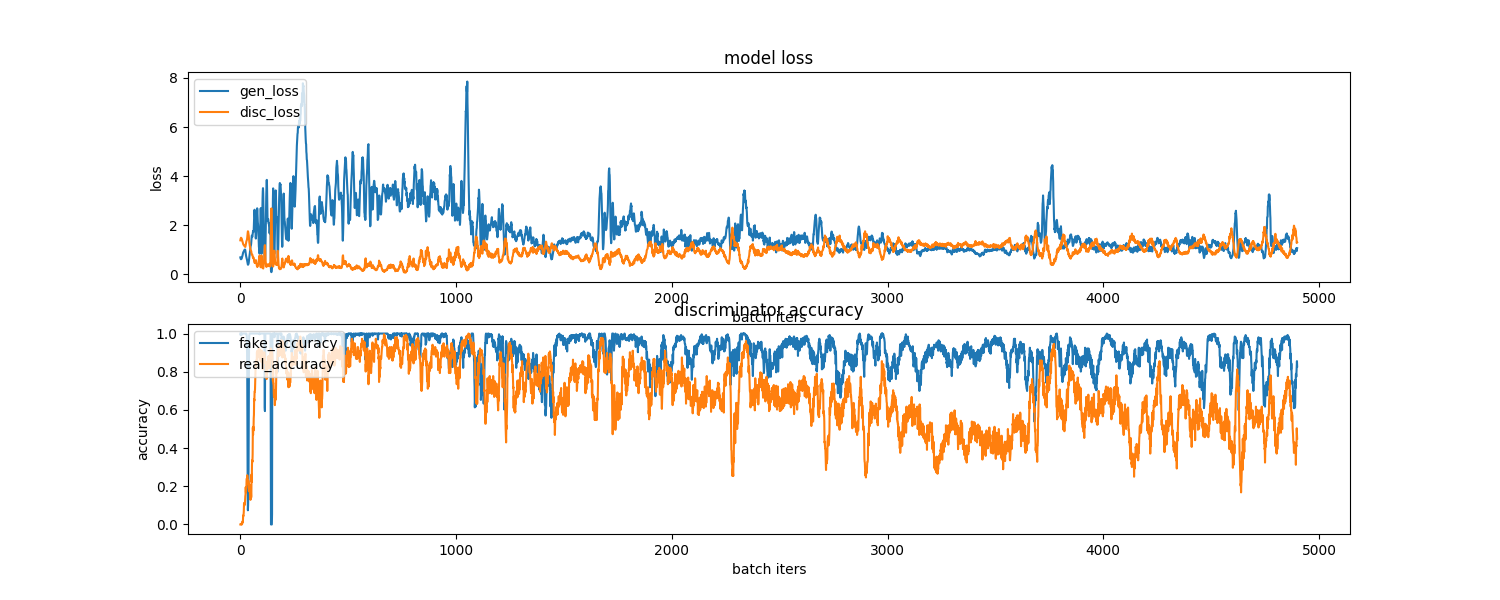 model loss
8
6
4
2
0
loss
gen_loss
disc_loss
0 1000 2000 3000 4000 5000
batch iters
discriminator accuracy
1.0
0.8
0.6
0.4
0.2
0.0
accuracy
fake_accuracy
real_accuracy
0 1000 2000 3000 4000 5000
batch iters